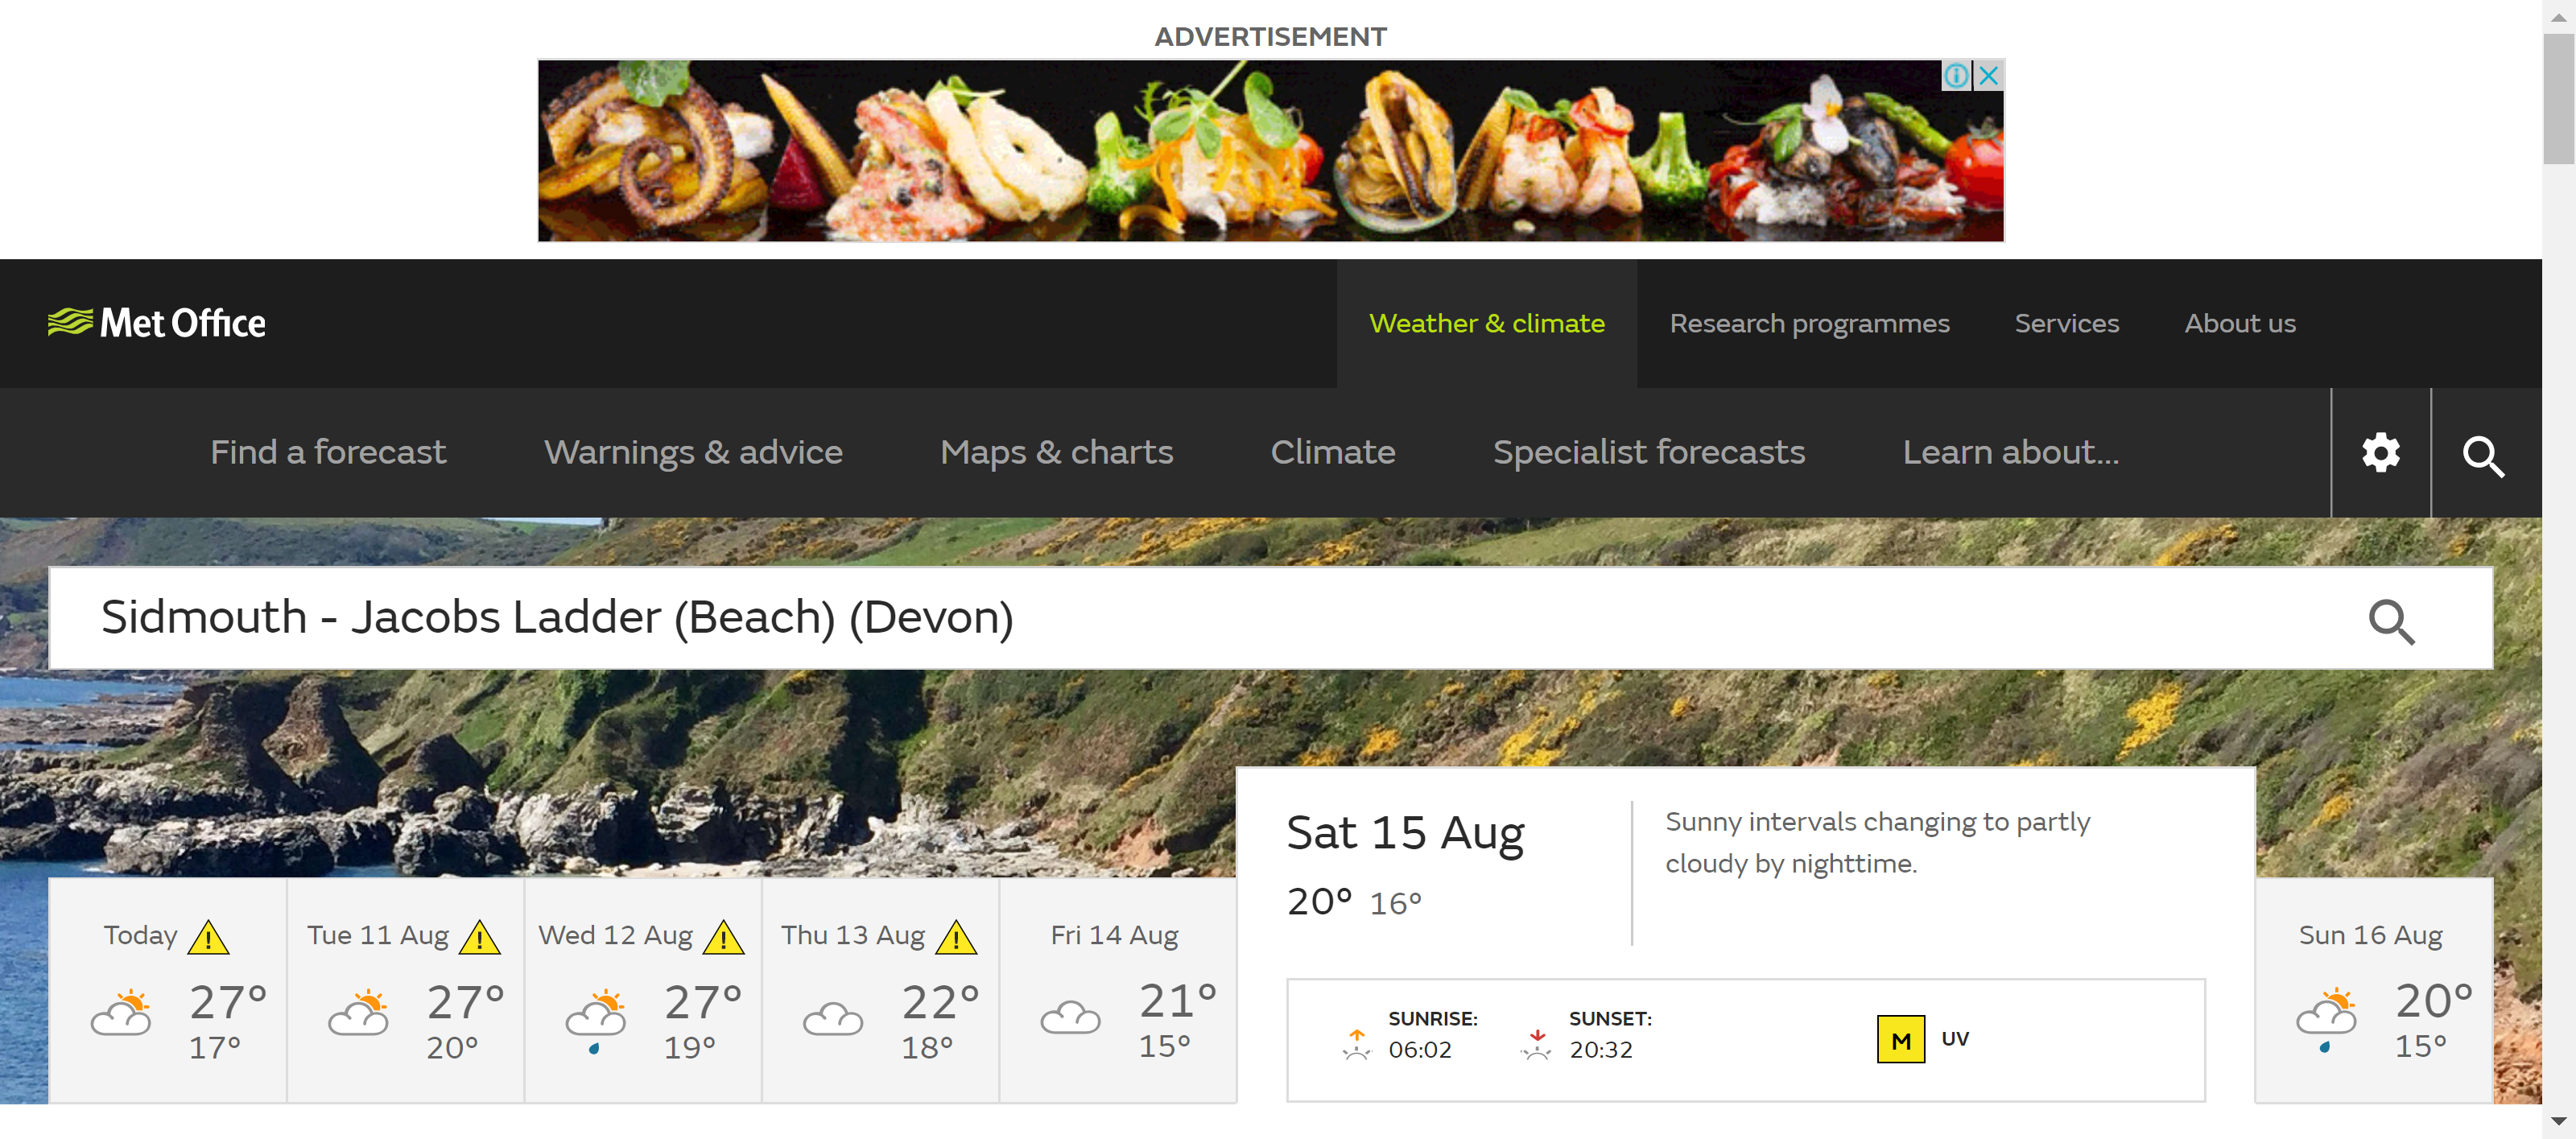 ADVERTISEMENT
Met Office
Weather & climate
Research programmes
Services
About us
Find a forecast
Warnings & advice
Maps & charts
Climate
Specialist forecasts
Learn about...
Sidmouth - Jacobs Ladder (Beach) (Devon)
Today
27°
17°
Tue 11 Aug
27°
20°
Wed 12 Aug
27°
19°
Thu 13 Aug
22°
18°
Fri 14 Aug
21°
15°
Sat 15 Aug
20° 16°
Sunny intervals changing to partly
cloudy by nighttime.
SUNRISE:
06:02
SUNSET:
20:32
M UV
Sun 16 Aug
20°
15°